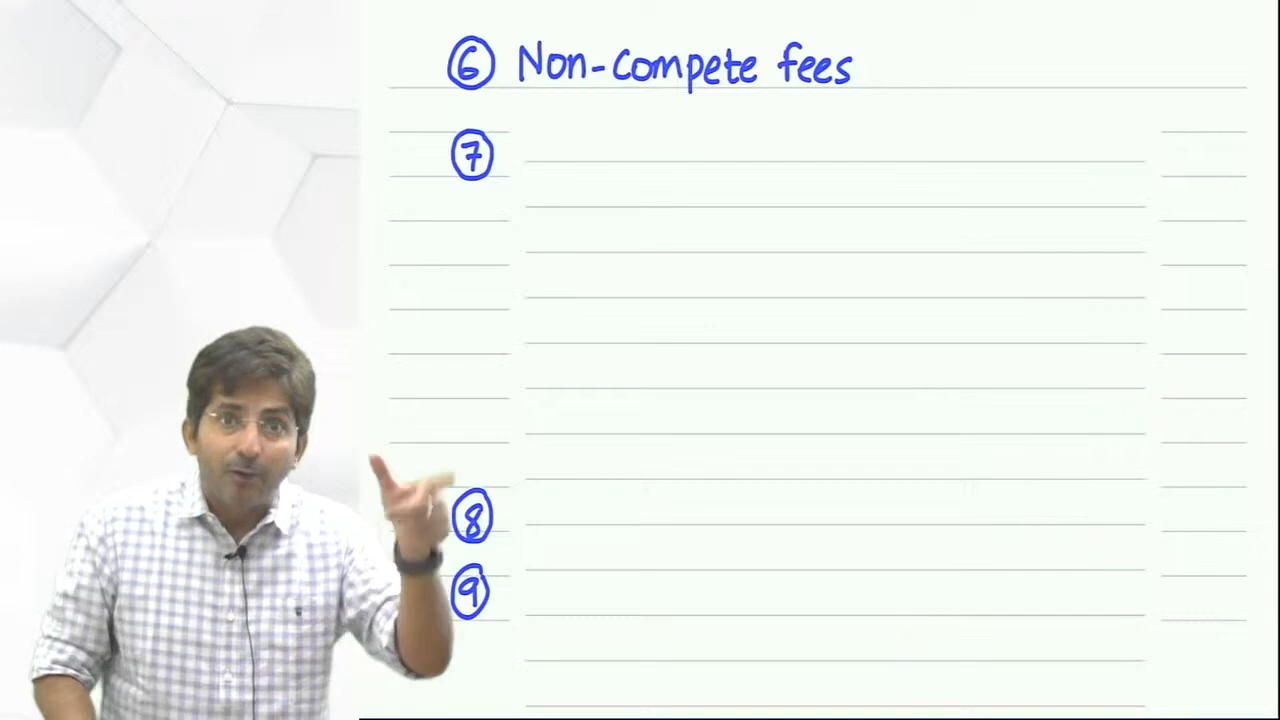 ⑥ Non-compete fees
⑦
⑧
⑨